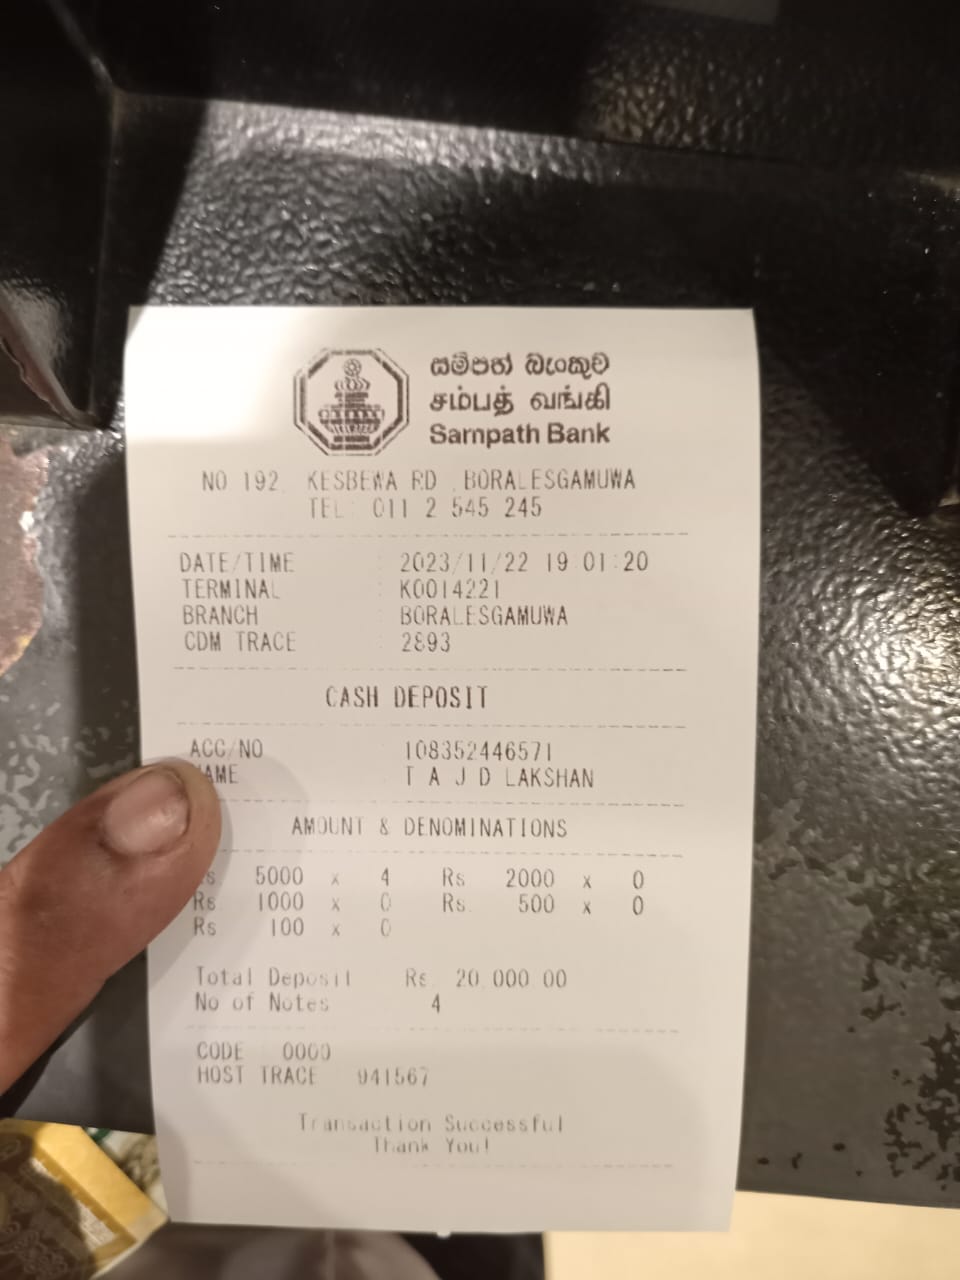 සම්පත් බැංකුව
சம்பத் வங்கி
Sampath Bank
NO 192, KESBEWA RD ,BORALESGAMUWA
TEL: 011 2 545 245
DATE/TIME : 2023/11/22 19:01:20
TERMINAL : K0014221
BRANCH : BORALESGAMUWA
CDM TRACE : 2893
CASH DEPOSIT
ACC/NO : 108352446571
NAME : T A J D LAKSHAN
AMOUNT & DENOMINATIONS
Rs. 5000 x 4 Rs 2000 x 0
Rs 1000 x 0 Rs. 500 x 0
Rs 100 x 0
Total Deposit Rs. 20,000.00
No of Notes 4
CODE 0000
HOST TRACE 941567
Transaction Successful
Thank You!